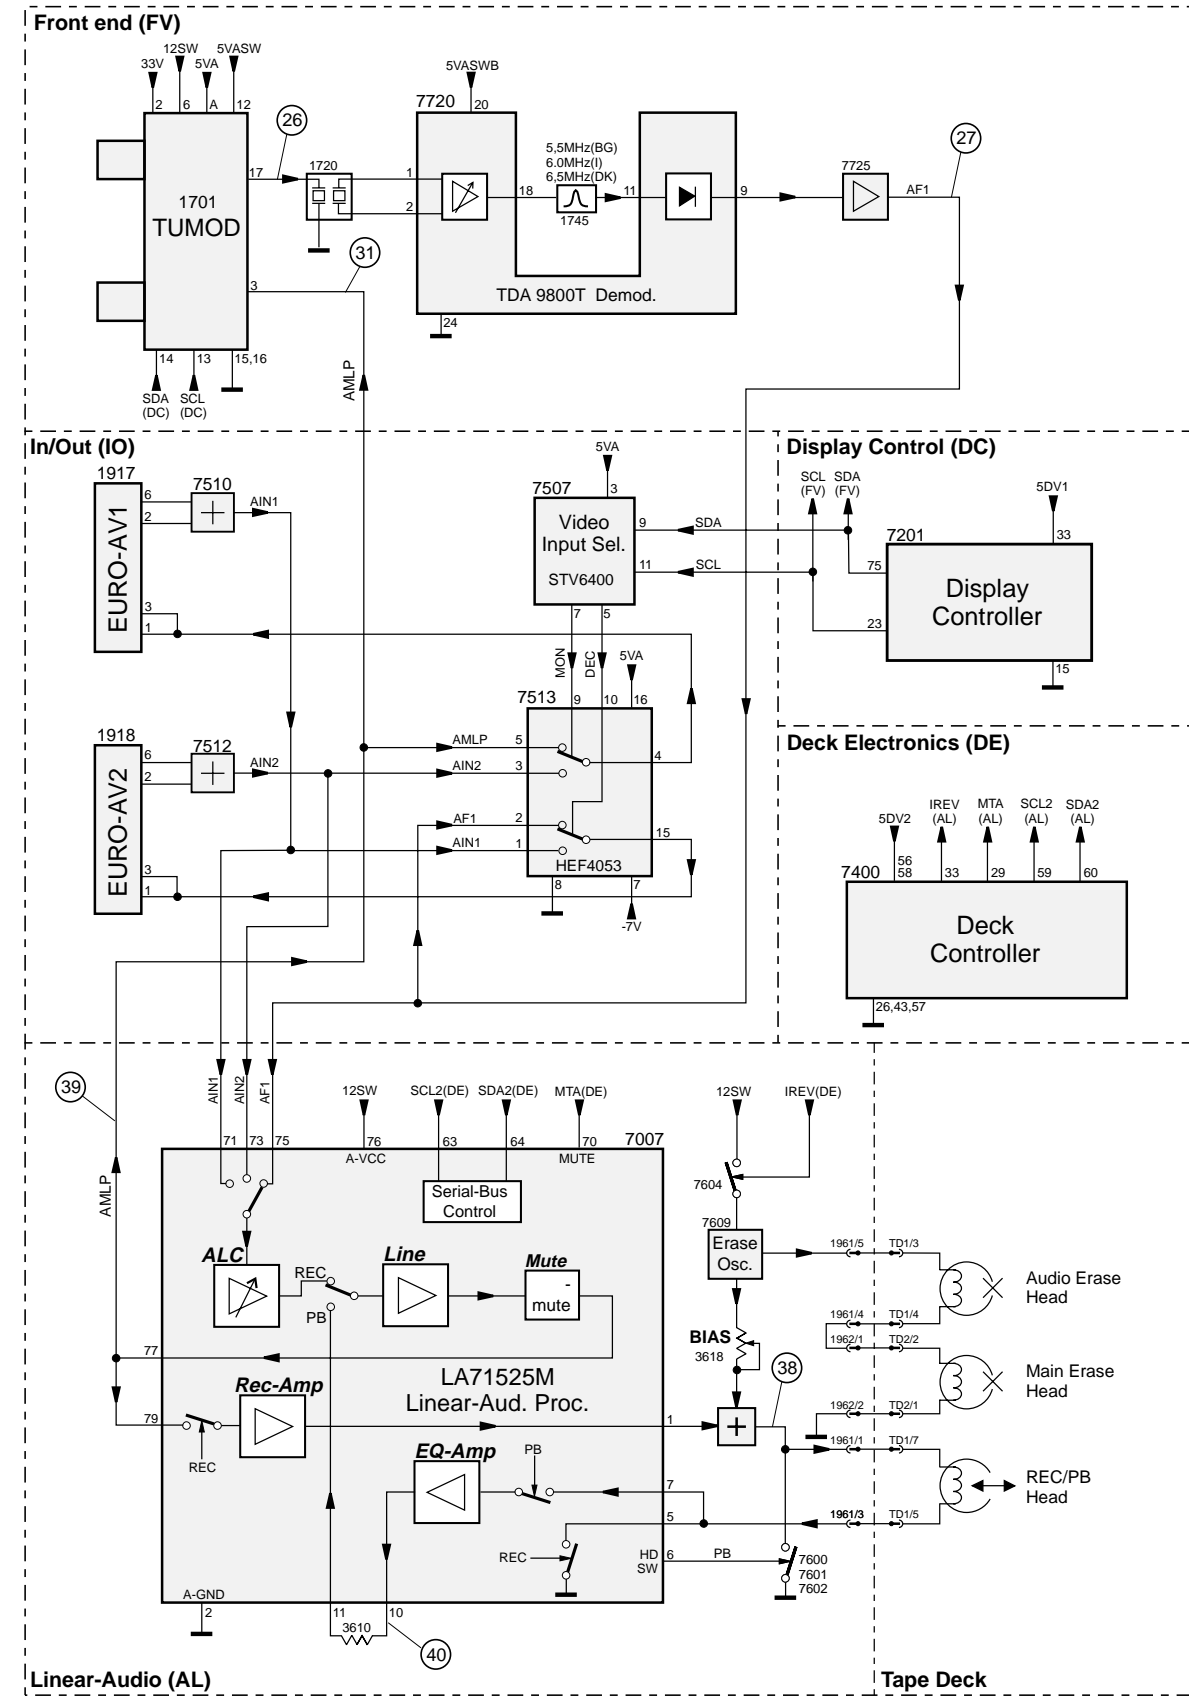 Front end (FV)
12SW
5VASW
33V
5VA
2
6
A
12
1701
TUMOD
17
26
1720
3
31
14
13
15,16
SDA
(DC)
SCL
(DC)
AMLP
5VASWB
7720
20
1
2
18
5,5MHz(BG)
6.0MHz(I)
6,5MHz(DK)
1745
11
9
TDA 9800T Demod.
24
7725
AF1
27
In/Out (IO)
1917
EURO-AV1
6
2
3
1
7510
AIN1
5VA
7507
3
Video
Input Sel.
STV6400
9
SDA
11
SCL
7
5
MON
DEC
5VA
7513
9
10
16
AMLP
5
AIN2
3
4
AF1
2
AIN1
1
15
HEF4053
8
7
-7V
1918
EURO-AV2
6
2
3
1
7512
AIN2
Display Control (DC)
SCL
(FV)
SDA
(FV)
5DV1
7201
33
75
23
Display
Controller
15
Deck Electronics (DE)
5DV2
IREV
(AL)
MTA
(AL)
SCL2
(AL)
SDA2
(AL)
7400
56
58
33
29
59
60
Deck
Controller
26,43,57
39
AMLP
AIN1
AIN2
AF1
12SW
SCL2(DE)
SDA2(DE)
MTA(DE)
7007
71
73
75
76
63
64
70
A-VCC
MUTE
Serial-Bus
Control
ALC
REC
PB
Line
Mute
-
mute
77
LA71525M
Linear-Aud. Proc.
Rec-Amp
79
REC
1
EQ-Amp
PB
7
5
REC
HD
SW
6
PB
A-GND
2
11
10
3610
40
12SW
IREV(DE)
7604
7609
Erase
Osc.
BIAS
3618
+
38
7600
7601
7602
1961/5
TD1/3
Audio Erase
Head
1961/4
TD1/4
1962/1
TD2/2
Main Erase
Head
1962/2
TD2/1
1961/1
TD1/7
REC/PB
Head
1961/3
TD1/5
Linear-Audio (AL)
Tape Deck